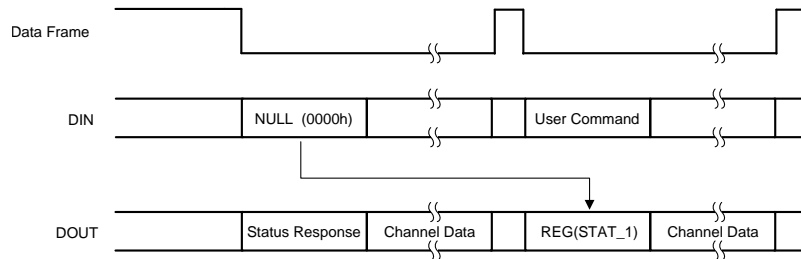 Data Frame
DIN
NULL (0000h)
User Command
DOUT
Status Response
Channel Data
REG(STAT_1)
Channel Data